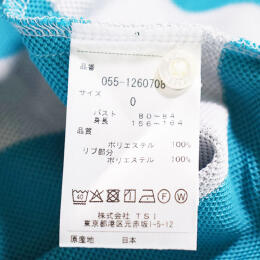 品番
055-1260708
サイズ
0
バスト 80～84
身長 156～164
品質
ポリエステル 100%
リブ部分
ポリエステル 100%
40
株式会社 TSI
東京都港区元赤坂1-5-12
原産地 日本